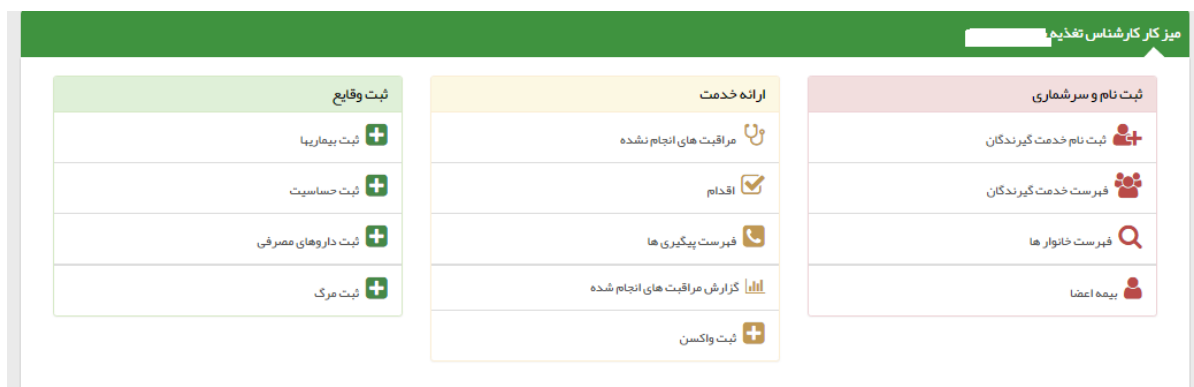 میز کار کارشناس تغذیه
ثبت نام و سرشماری
ثبت نام خدمت گیرندگان
فهرست خدمت گیرندگان
فهرست خانوار ها
بیمه اعضا
ارائه خدمت
مراقبت های انجام نشده
اقدام
فهرست پیگیری ها
گزارش مراقبت های انجام شده
ثبت واکسن
ثبت وقایع
ثبت بیماریها
ثبت حساسیت
ثبت داروهای مصرفی
ثبت مرگ